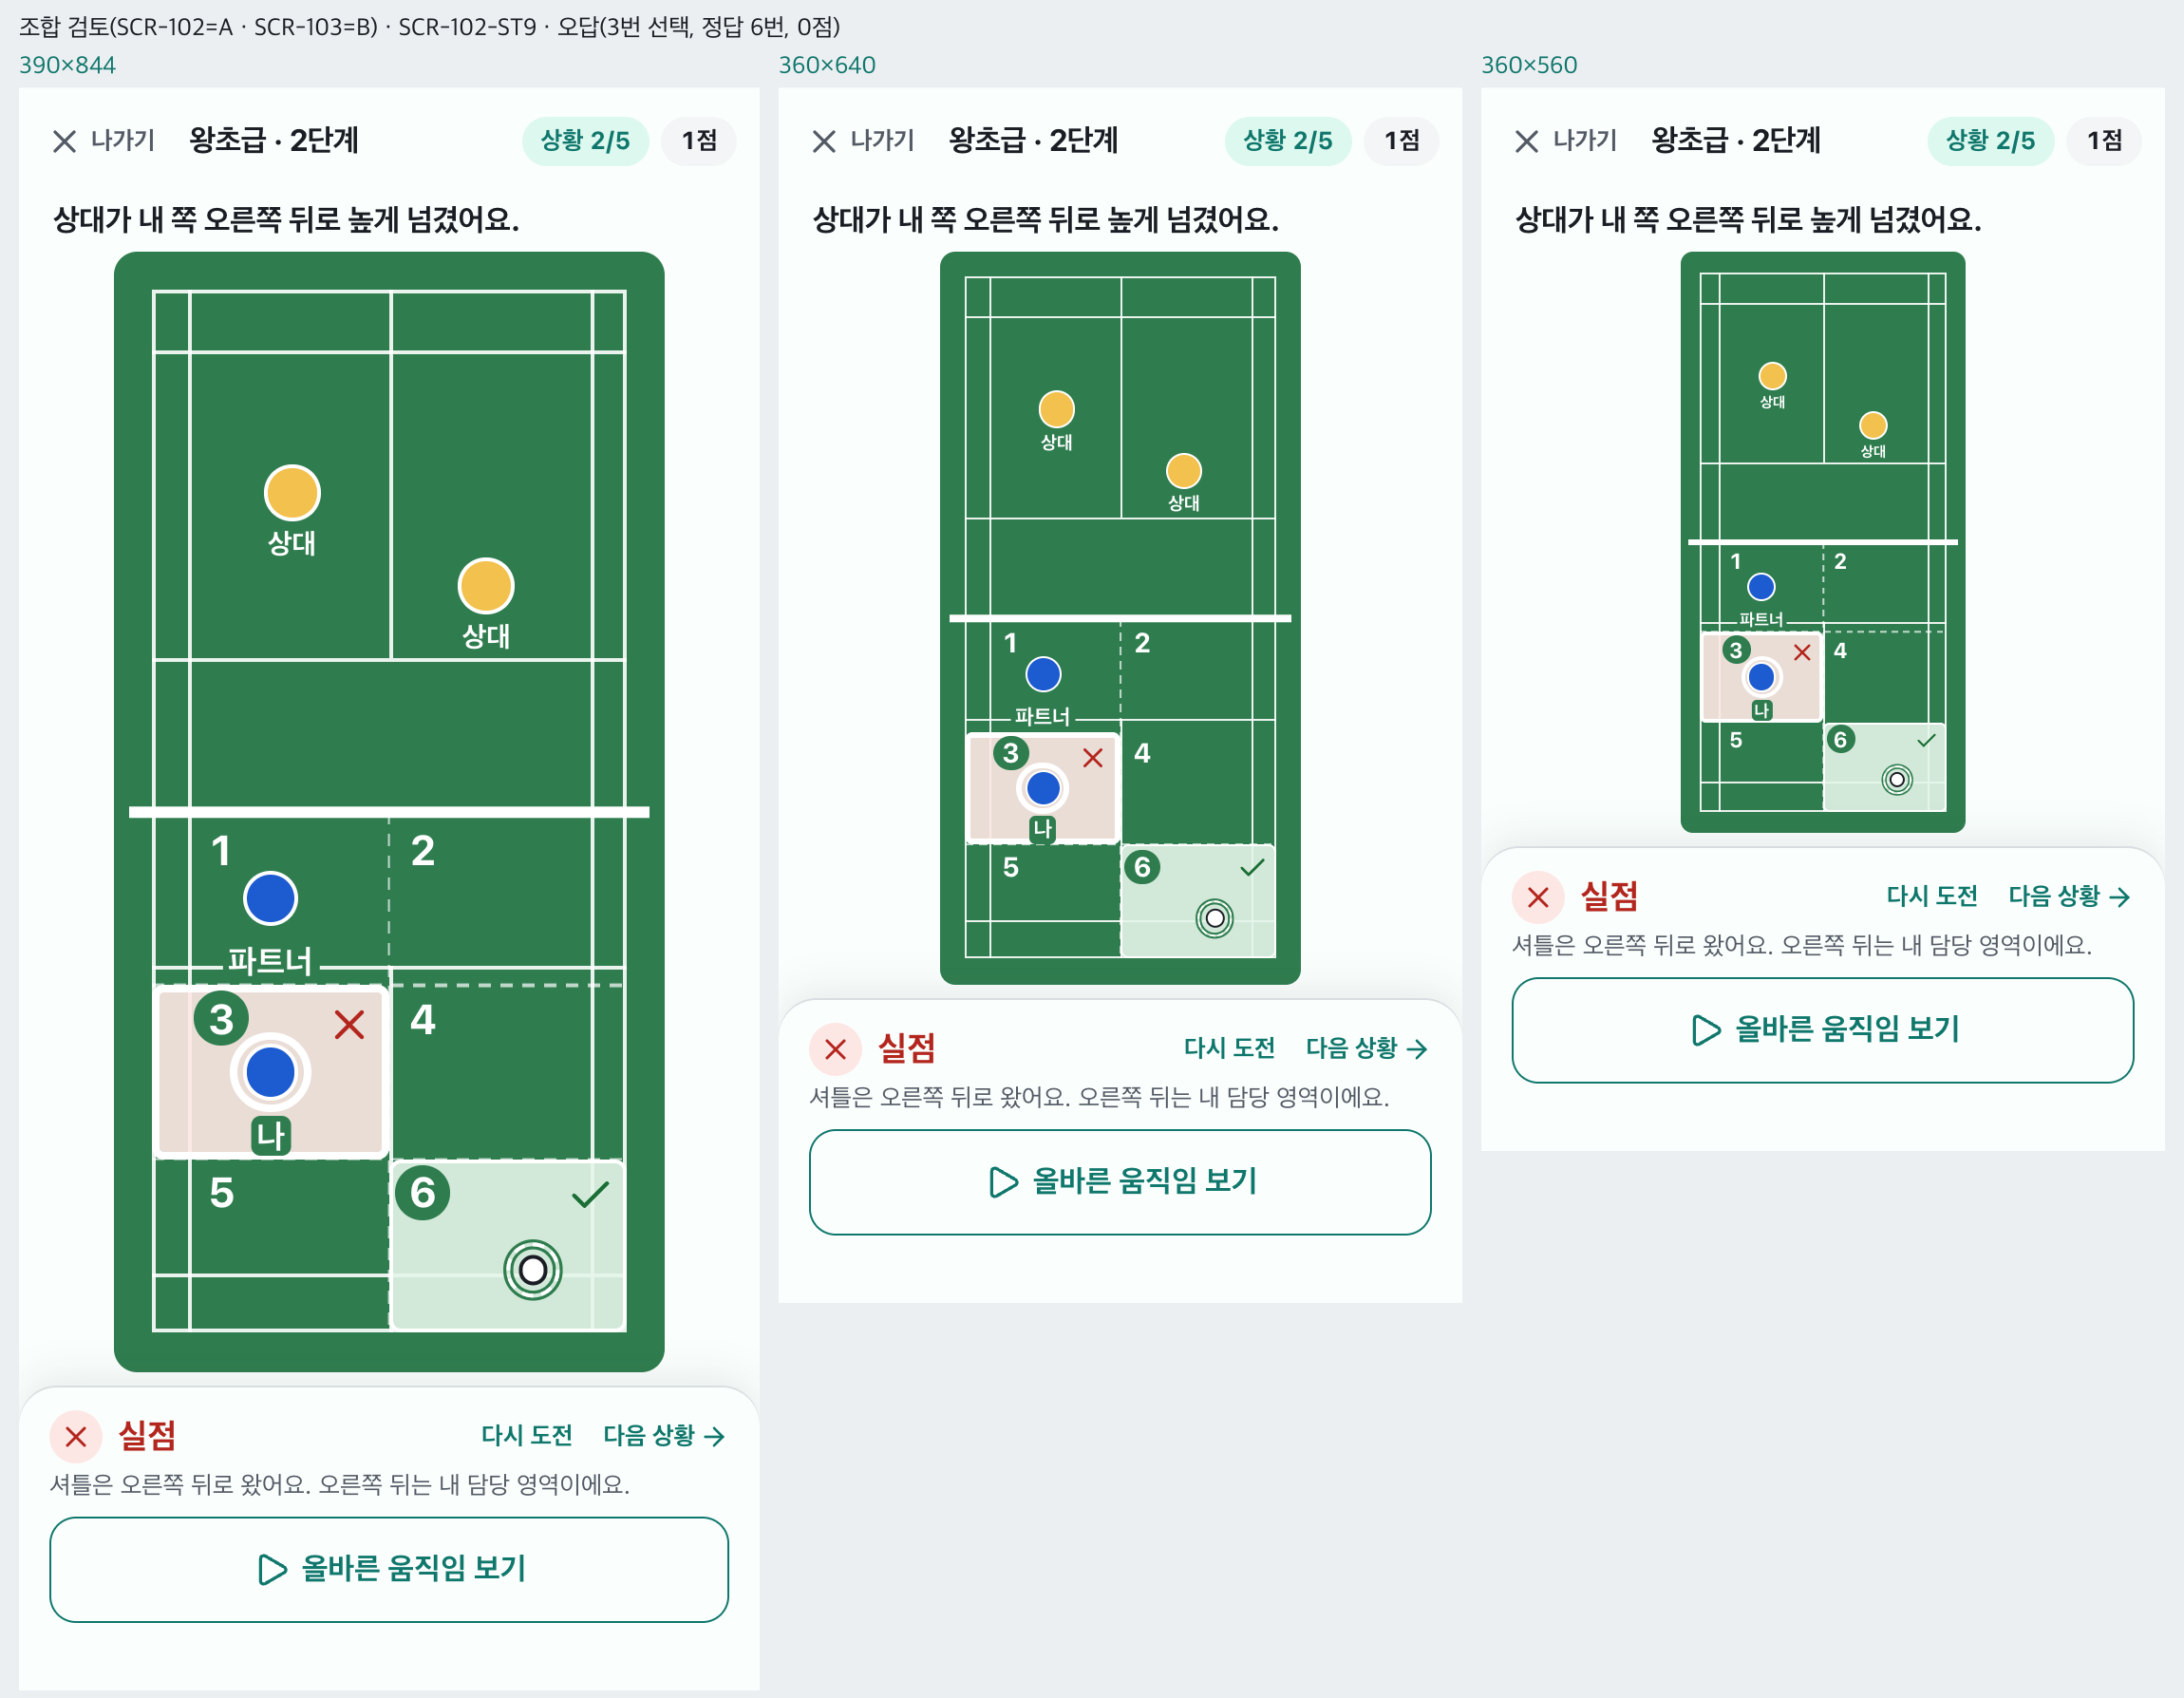 조합 검토(SCR-102=A · SCR-103=B) · SCR-102-ST9 · 오답(3번 선택, 정답 6번, 0점)
390×844
나가기 왕초급 · 2단계 상황 2/5 1점
상대가 내 쪽 오른쪽 뒤로 높게 넘겼어요.
상대
상대
1 2
파트너
3 4
나
5 6
실점 다시 도전 다음 상황 →
셔틀은 오른쪽 뒤로 왔어요. 오른쪽 뒤는 내 담당 영역이에요.
올바른 움직임 보기
360×640
나가기 왕초급 · 2단계 상황 2/5 1점
상대가 내 쪽 오른쪽 뒤로 높게 넘겼어요.
상대
상대
1 2
파트너
3 4
나
5 6
실점 다시 도전 다음 상황 →
셔틀은 오른쪽 뒤로 왔어요. 오른쪽 뒤는 내 담당 영역이에요.
올바른 움직임 보기
360×560
나가기 왕초급 · 2단계 상황 2/5 1점
상대가 내 쪽 오른쪽 뒤로 높게 넘겼어요.
상대
상대
1 2
파트너
3 4
나
5 6
실점 다시 도전 다음 상황 →
셔틀은 오른쪽 뒤로 왔어요. 오른쪽 뒤는 내 담당 영역이에요.
올바른 움직임 보기